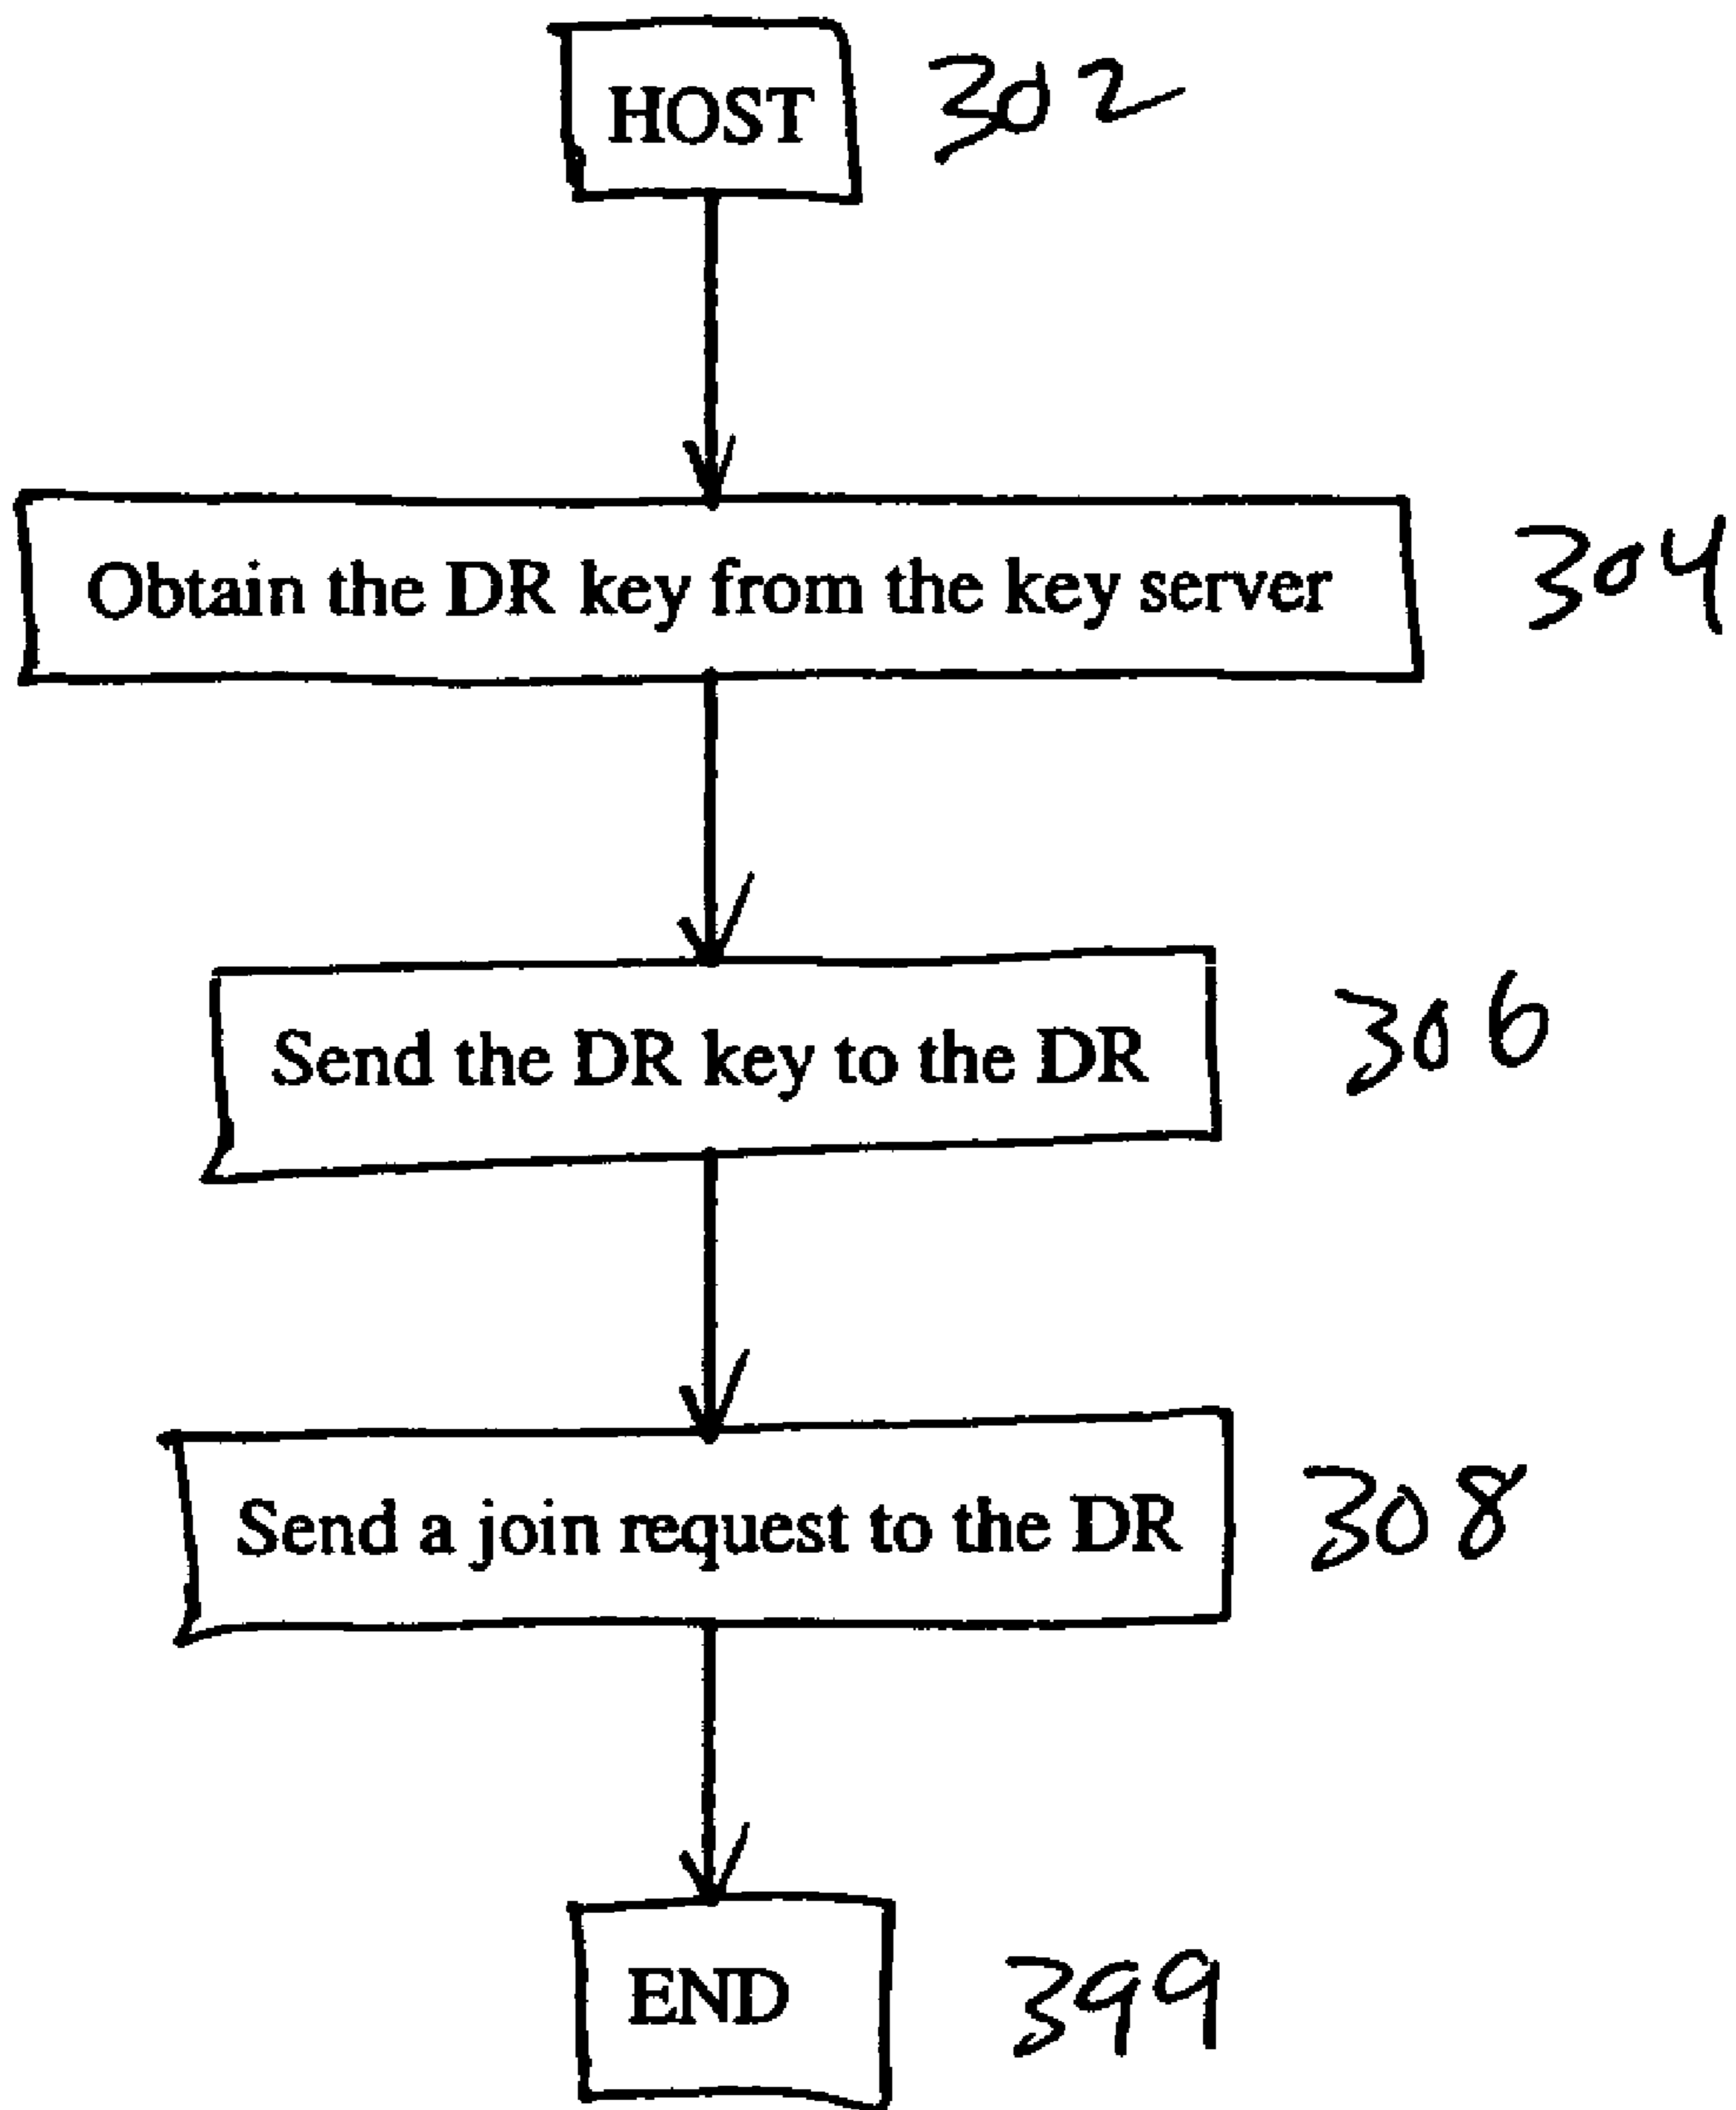 HOST 302
Obtain the DR key from the key server 304
Send the DR key to the DR 306
Send a join request to the DR 308
END 399